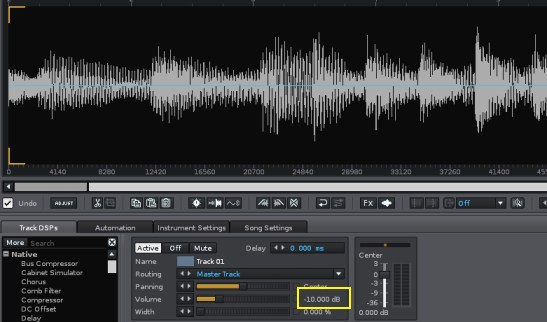 0 4140 8280 12420 16560 20700 24840 28980 33120 37260 41400 45
Undo ADJUST Fx Off
Track DSPs Automation Instrument Settings Song Settings
More Search
Native
Bus Compressor
Cabinet Simulator
Chorus
Comb Filter
Compressor
DC Offset
Delay
Active Off Mute Delay 0.000 ms
Name Track 01
Routing Master Track
Panning Center
Volume -10.000 dB
Width 0.000 %
Center
3
0
-3
-9
-36
0.000 dB